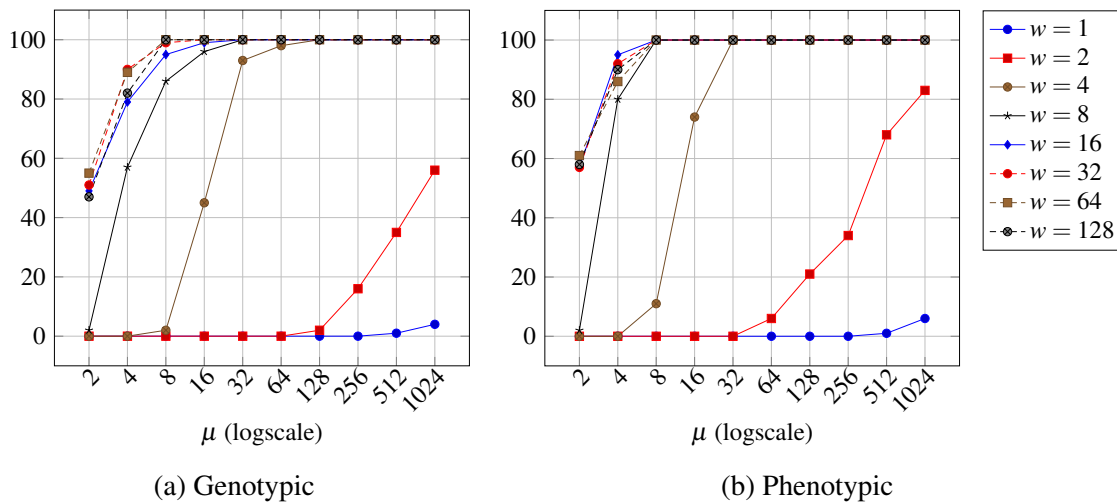 100
80
60
40
20
0
2 4 8 16 32 64 128 256 512 1024
μ (logscale)
(a) Genotypic
100
80
60
40
20
0
2 4 8 16 32 64 128 256 512 1024
μ (logscale)
(b) Phenotypic
w = 1
w = 2
w = 4
w = 8
w = 16
w = 32
w = 64
w = 128